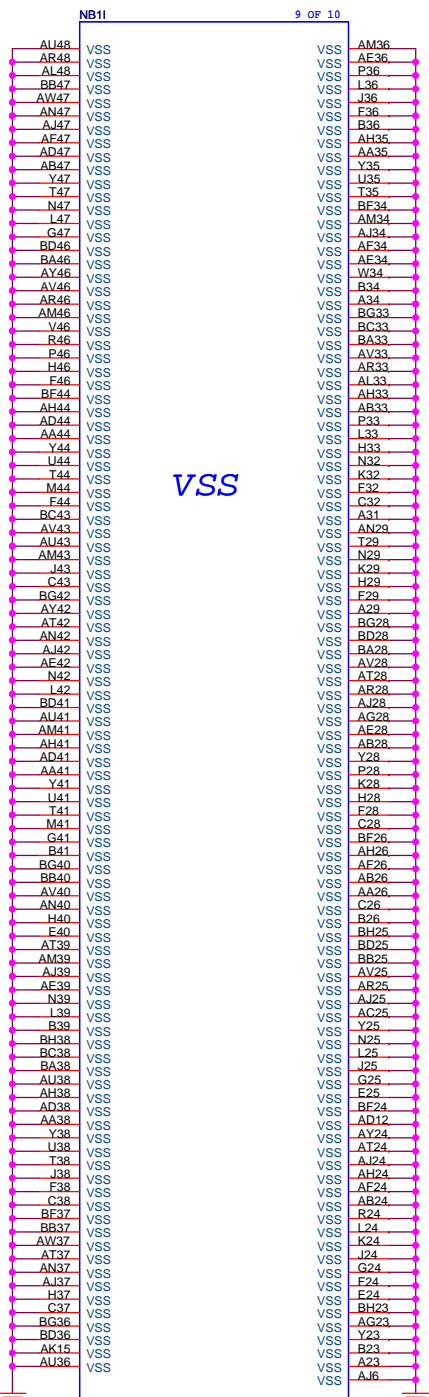 NB1I 9 OF 10
AU48 VSS VSS AM36
AR48 VSS VSS AE36
AL48 VSS VSS P36
BB47 VSS VSS L36
AW47 VSS VSS J36
AN47 VSS VSS F36
AJ47 VSS VSS B36
AF47 VSS VSS AH35
AD47 VSS VSS AA35
AB47 VSS VSS Y35
Y47 VSS VSS U35
T47 VSS VSS T35
N47 VSS VSS BF34
L47 VSS VSS AM34
G47 VSS VSS AJ34
BD46 VSS VSS AF34
BA46 VSS VSS AE34
AY46 VSS VSS W34
AV46 VSS VSS B34
AR46 VSS VSS A34
AM46 VSS VSS BG33
V46 VSS VSS BC33
R46 VSS VSS BA33
P46 VSS VSS AV33
H46 VSS VSS AR33
F46 VSS VSS AL33
BF44 VSS VSS AH33
AH44 VSS VSS AB33
AD44 VSS VSS P33
AA44 VSS VSS L33
Y44 VSS VSS H33
U44 VSS VSS N32
T44 VSS VSS K32
VSS
M44 VSS VSS F32
F44 VSS VSS C32
BC43 VSS VSS A31
AV43 VSS VSS AN29
AU43 VSS VSS T29
AM43 VSS VSS N29
J43 VSS VSS K29
C43 VSS VSS H29
BG42 VSS VSS F29
AY42 VSS VSS A29
AT42 VSS VSS BG28
AN42 VSS VSS BD28
AJ42 VSS VSS BA28
AE42 VSS VSS AV28
N42 VSS VSS AT28
L42 VSS VSS AR28
BD41 VSS VSS AJ28
AU41 VSS VSS AG28
AM41 VSS VSS AE28
AH41 VSS VSS AB28
AD41 VSS VSS Y28
AA41 VSS VSS P28
Y41 VSS VSS K28
U41 VSS VSS H28
T41 VSS VSS F28
M41 VSS VSS C28
G41 VSS VSS BF26
B41 VSS VSS AH26
BG40 VSS VSS AF26
BB40 VSS VSS AB26
AV40 VSS VSS AA26
AN40 VSS VSS C26
H40 VSS VSS B26
E40 VSS VSS BH25
AT39 VSS VSS BD25
AM39 VSS VSS BB25
AJ39 VSS VSS AV25
AE39 VSS VSS AR25
N39 VSS VSS AJ25
L39 VSS VSS AC25
B39 VSS VSS Y25
BH38 VSS VSS N25
BC38 VSS VSS L25
BA38 VSS VSS J25
AU38 VSS VSS G25
AH38 VSS VSS E25
AD38 VSS VSS BF24
AA38 VSS VSS AD12
Y38 VSS VSS AY24
U38 VSS VSS AT24
T38 VSS VSS AJ24
J38 VSS VSS AH24
F38 VSS VSS AF24
C38 VSS VSS AB24
BF37 VSS VSS R24
BB37 VSS VSS L24
AW37 VSS VSS K24
AT37 VSS VSS J24
AN37 VSS VSS G24
AJ37 VSS VSS F24
H37 VSS VSS E24
C37 VSS VSS BH23
BG36 VSS VSS AG23
BD36 VSS VSS Y23
AK15 VSS VSS B23
AU36 VSS VSS A23
VSS AJ6